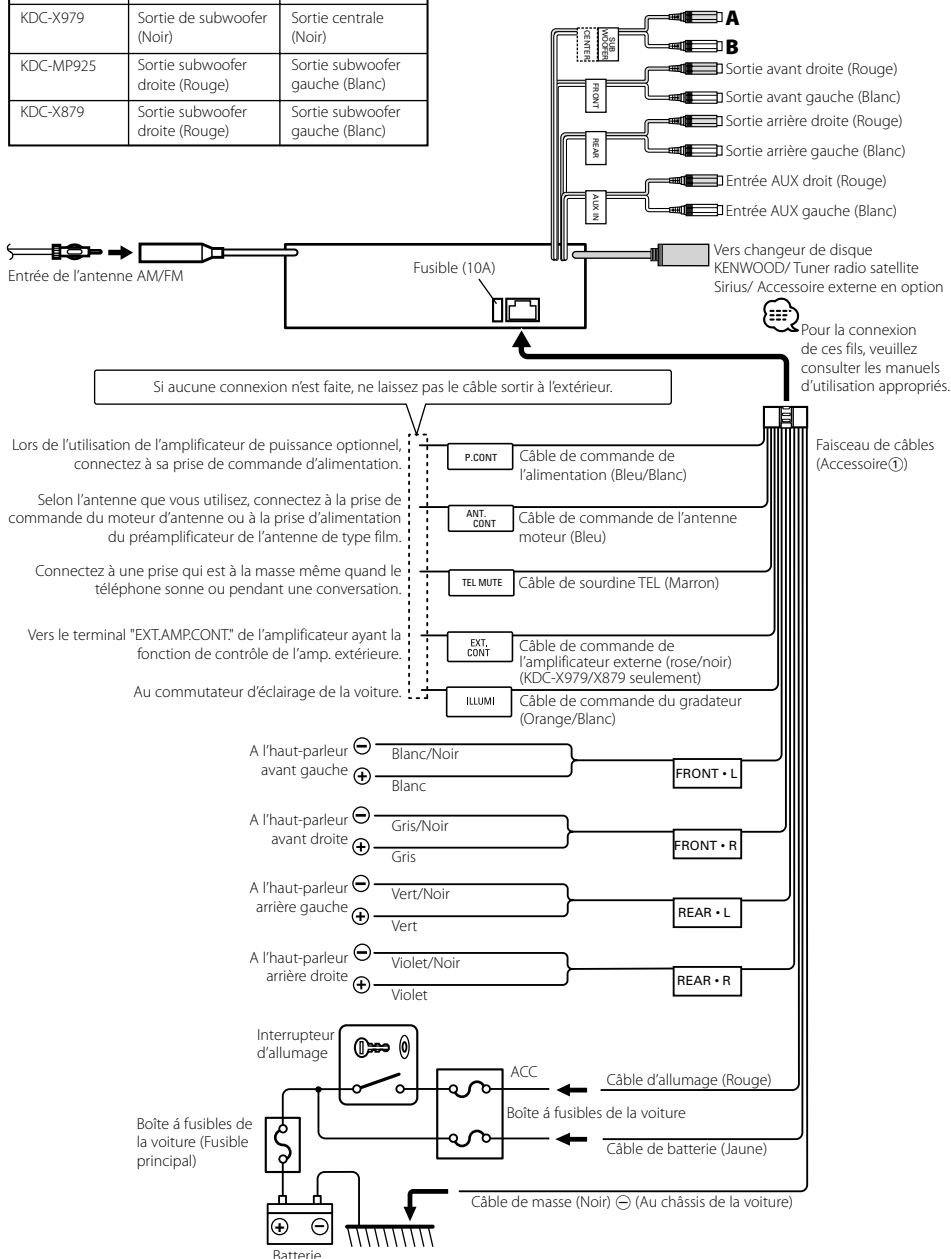 KDC-X979
Sortie de subwoofer
(Noir)
Sortie centrale
(Noir)
KDC-MP925
Sortie subwoofer
droite (Rouge)
Sortie subwoofer
gauche (Blanc)
KDC-X879
Sortie subwoofer
droite (Rouge)
Sortie subwoofer
gauche (Blanc)
CENTER/
SUB
WOOFER
A
B
FRONT
Sortie avant droite (Rouge)
Sortie avant gauche (Blanc)
REAR
Sortie arrière droite (Rouge)
Sortie arrière gauche (Blanc)
AUX IN
Entrée AUX droit (Rouge)
Entrée AUX gauche (Blanc)
Entrée de l'antenne AM/FM
Fusible (10A)
Vers changeur de disque
KENWOOD/ Tuner radio satellite
Sirius/ Accessoire externe en option
Pour la connexion
de ces fils, veuillez
consulter les manuels
d'utilisation appropriés.
Si aucune connexion n'est faite, ne laissez pas le câble sortir à l'extérieur.
Faisceau de câbles
(Accessoire①)
Lors de l'utilisation de l'amplificateur de puissance optionnel,
connectez à sa prise de commande d'alimentation.
P.CONT
Câble de commande de
l'alimentation (Bleu/Blanc)
Selon l'antenne que vous utilisez, connectez à la prise de
commande du moteur d'antenne ou à la prise d'alimentation
du préamplificateur de l'antenne de type film.
ANT.
CONT
Câble de commande de l'antenne
moteur (Bleu)
Connectez à une prise qui est à la masse même quand le
téléphone sonne ou pendant une conversation.
TEL MUTE
Câble de sourdine TEL (Marron)
Vers le terminal "EXT.AMP.CONT." de l'amplificateur ayant la
fonction de contrôle de l'amp. extérieure.
EXT.
CONT
Câble de commande de
l'amplificateur externe (rose/noir)
(KDC-X979/X879 seulement)
Au commutateur d'éclairage de la voiture.
ILLUMI
Câble de commande du gradateur
(Orange/Blanc)
A l'haut-parleur
avant gauche
⊖
Blanc/Noir
⊕
Blanc
FRONT • L
A l'haut-parleur
avant droite
⊖
Gris/Noir
⊕
Gris
FRONT • R
A l'haut-parleur
arrière gauche
⊖
Vert/Noir
⊕
Vert
REAR • L
A l'haut-parleur
arrière droite
⊖
Violet/Noir
⊕
Violet
REAR • R
Interrupteur
d'allumage
ACC
Câble d'allumage (Rouge)
Boîte á fusibles de la voiture
Boîte á fusibles de
la voiture (Fusible
principal)
Câble de batterie (Jaune)
Câble de masse (Noir) ⊖ (Au châssis de la voiture)
⊕ ⊖
Batterie